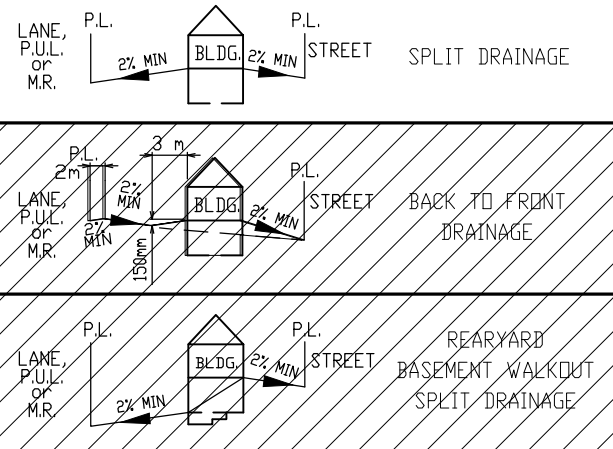 P.L.
P.L.
LANE,
P.U.L.
or
M.R.
2% MIN
BLDG.
2% MIN
STREET
SPLIT DRAINAGE
3 m
P.L.
2m
P.L.
LANE,
P.U.L.
or
M.R.
2%
MIN
2%
MIN
BLDG.
2% MIN
STREET
150mm
BACK TO FRONT
DRAINAGE
P.L.
P.L.
LANE,
P.U.L.
or
M.R.
2% MIN
BLDG.
2% MIN
STREET
REARYARD
BASEMENT WALKOUT
SPLIT DRAINAGE